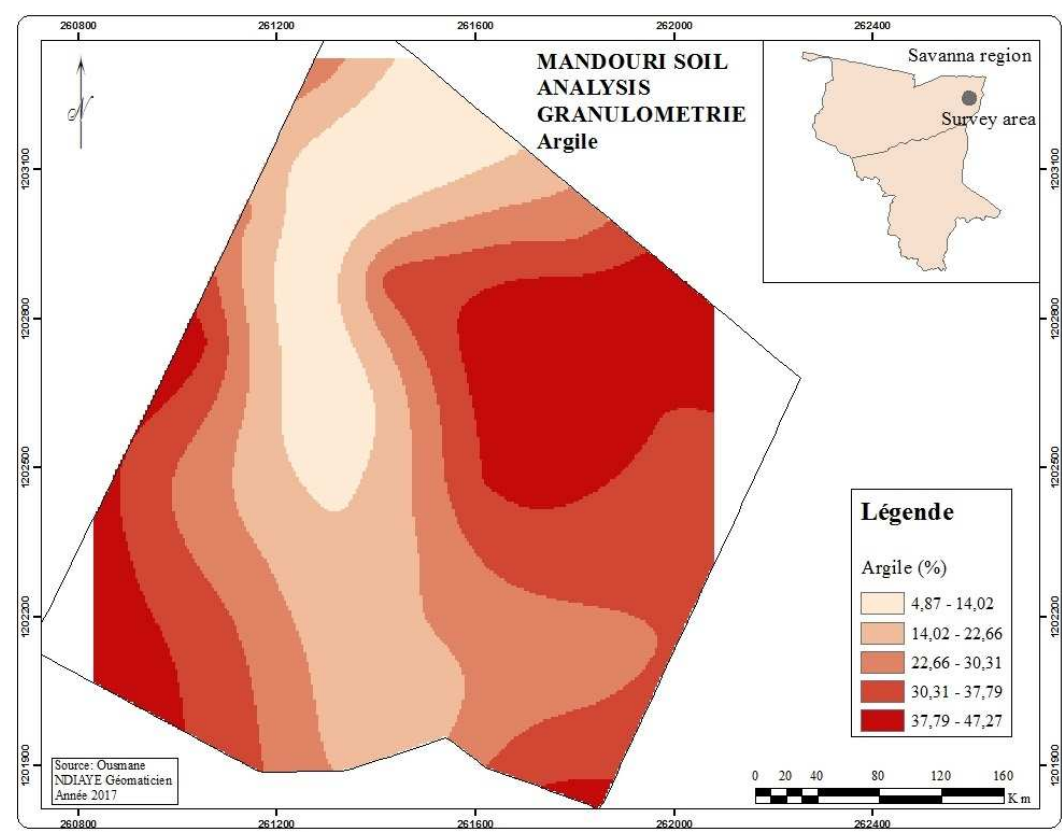 260800 261200 261600 262000 262400
MANDOURI SOIL
ANALYSIS
GRANULOMETRIE
Argile
Savanna region
Survey area
N
1203100 1203100
1202800 1202800
1202500 1202500
1202200 1202200
1201900 1201900
Légende
Argile (%)
4,87 - 14,02
14,02 - 22,66
22,66 - 30,31
30,31 - 37,79
37,79 - 47,27
Source: Ousmane
NDIAYE Géomaticien
Année 2017
0 20 40 80 120 160
Km
260800 261200 261600 262000 262400